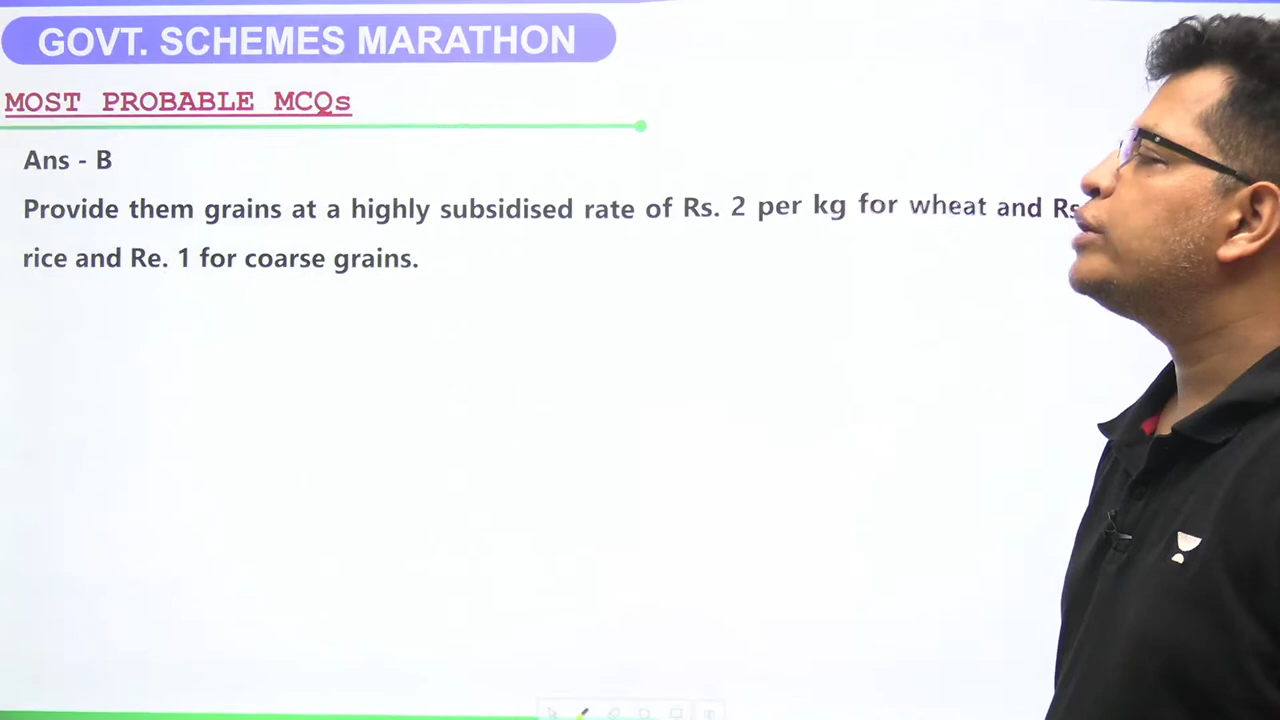 GOVT. SCHEMES MARATHON
MOST PROBABLE MCQs
Ans - B
Provide them grains at a highly subsidised rate of Rs. 2 per kg for wheat and Rs
rice and Re. 1 for coarse grains.